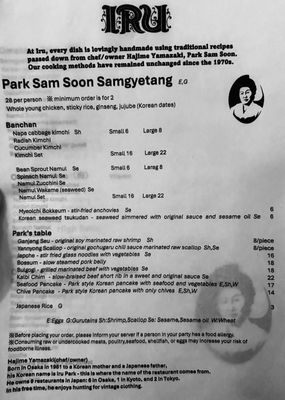 IRU
At Iru, every dish is lovingly handmade using traditional recipes
passed down from chef/owner Hajime Yamazaki, Park Sam Soon.
Our cooking methods have remained unchanged since the 1970s.
Park Sam Soon Samgyetang E,G
28 per person ※ minimum order is for 2
Whole young chicken, sticky rice, ginseng, jujube (Korean dates)
Banchan
Napa cabbage kimchi Sh Small 6 Large 8
Radish Kimchi
Cucumber Kimchi
Kimchi Set Small 16 Large 22
Bean Sprout Namul Se Small 6 Larag 8
Spinach Namul Se
Namul Zucchini Se
Namul Wakame (seaweed) Se
Namul Set Small 16 Large 22
Myeolchi Bokkeum - stir-fried anchovies Se 6
Korean seaweed tsukudan - seaweed simmered with original sauce and sesame oil Se 6
Park's table
Ganjang Seu - original soy marinated raw shrimp Sh 8/piece
Yannyong Scallop - original gochugaru chili sauce marinated raw scallop Sh,Se 8/piece
Japche - stir fried glass noodles with vegetables Se 16
Bossum - slow steamed pork belly 18
Bulgogi - grilled marinated beef with vegetables Se 18
Kalbi Chim - slow-braised beef short rib in a sweet and original sauce Se 22
Seafood Pancake - Park style Korean pancake with seafood and vegetables E,Sh,W 17
Chive Pancake - Park style Korean pancake with only chives E,Sh,W 14
Japanese Rice G 3
E:Eggs G:Gurutains Sh:Shrimp,Scallop Se: Sesame,Sesame oil W:Wheat
※Before placing your order, please inform your server if a person in your party has a food allergy.
※Consuming raw or undercooked meats, poultry,seafood, shellfish, or eggs may increase your risk of
foodborne illness.
Hajime Yamazaki(chef/owner)
Born in Osaka in 1981 to a Korean mother and a Japanese father,
his Korean name is Iru Park - this is where the name of the restaurant comes from.
He owns 9 restaurants in Japan: 6 in Osaka, 1 in Kyoto, and 2 in Tokyo.
In his free time, he enjoys hunting for vintage clothing.